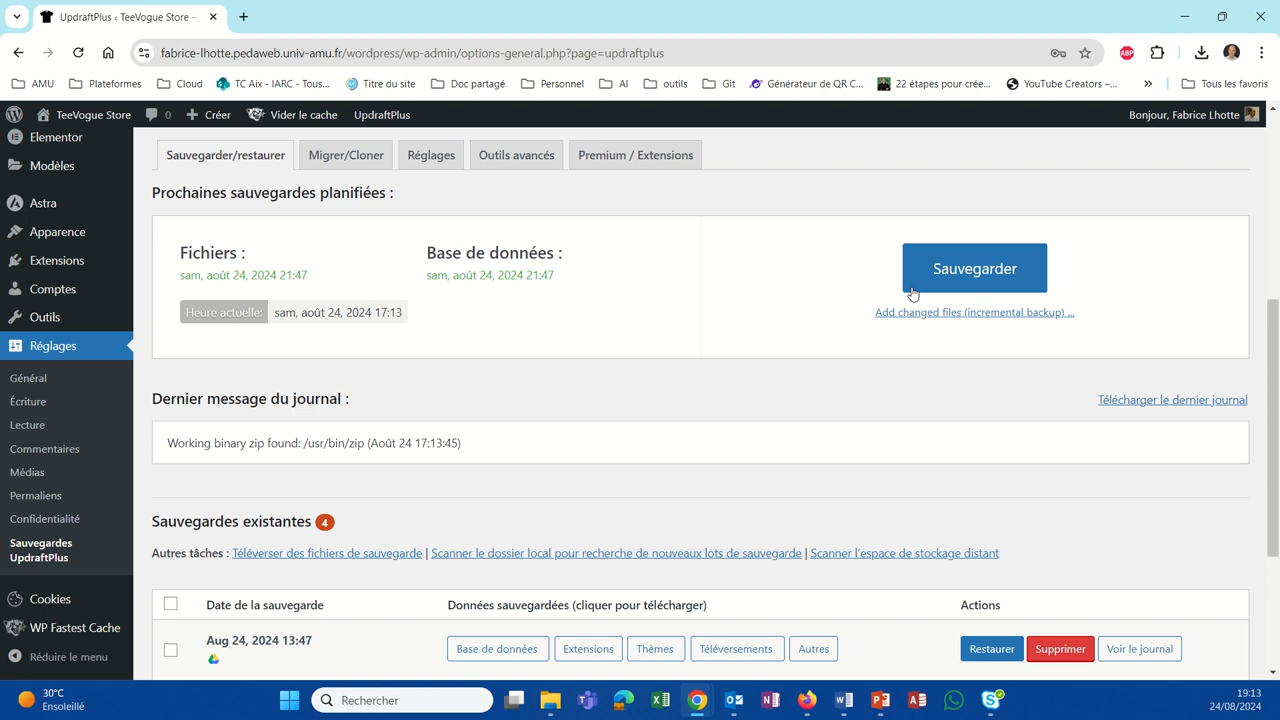 UpdraftPlus ‹ TeeVogue Store —
fabrice-lhotte.pedaweb.univ-amu.fr/wordpress/wp-admin/options-general.php?page=updraftplus
ABP
AMU
Plateformes
Cloud
TC Aix - IARC - Tous...
Titre du site
Doc partagé
Personnel
AI
outils
Git
Générateur de QR C...
22 étapes pour crée...
YouTube Creators –...
»
Tous les favoris
TeeVogue Store
0
Créer
Vider le cache
UpdraftPlus
Bonjour, Fabrice Lhotte
Elementor
Modèles
Astra
Apparence
Extensions
Comptes
Outils
Réglages
Général
Écriture
Lecture
Commentaires
Médias
Permaliens
Confidentialité
Sauvegardes
UpdraftPlus
Cookies
WP Fastest Cache
Réduire le menu
Sauvegarder/restaurer
Migrer/Cloner
Réglages
Outils avancés
Premium / Extensions
Prochaines sauvegardes planifiées :
Fichiers :
sam, août 24, 2024 21:47
Base de données :
sam, août 24, 2024 21:47
Heure actuelle: sam, août 24, 2024 17:13
Sauvegarder
Add changed files (incremental backup) ...
Dernier message du journal :
Télécharger le dernier journal
Working binary zip found: /usr/bin/zip (Août 24 17:13:45)
Sauvegardes existantes 4
Autres tâches : Téléverser des fichiers de sauvegarde | Scanner le dossier local pour recherche de nouveaux lots de sauvegarde | Scanner l'espace de stockage distant
Date de la sauvegarde
Données sauvegardées (cliquer pour télécharger)
Actions
Aug 24, 2024 13:47
Base de données
Extensions
Thèmes
Téléversements
Autres
Restaurer
Supprimer
Voir le journal
30°C
Ensoleillé
Rechercher
19:13
24/08/2024